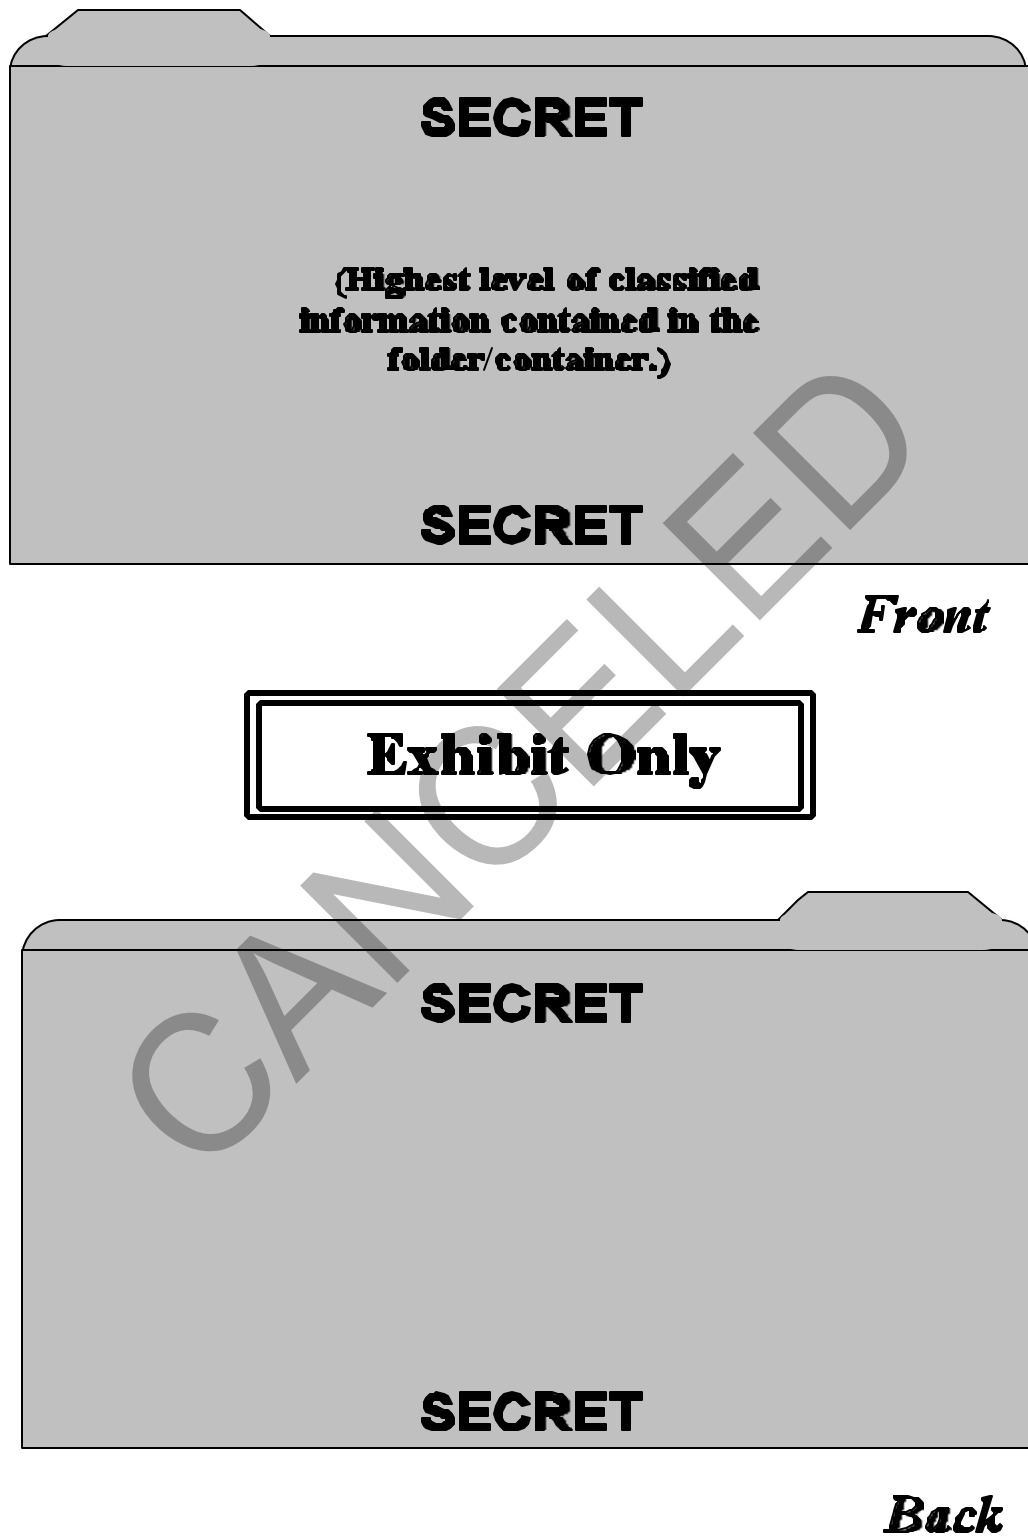 SECRET
(Highest level of classified
information contained in the
folder/container.)
SECRET
Front
Exhibit Only
CANCELED
SECRET
SECRET
Back